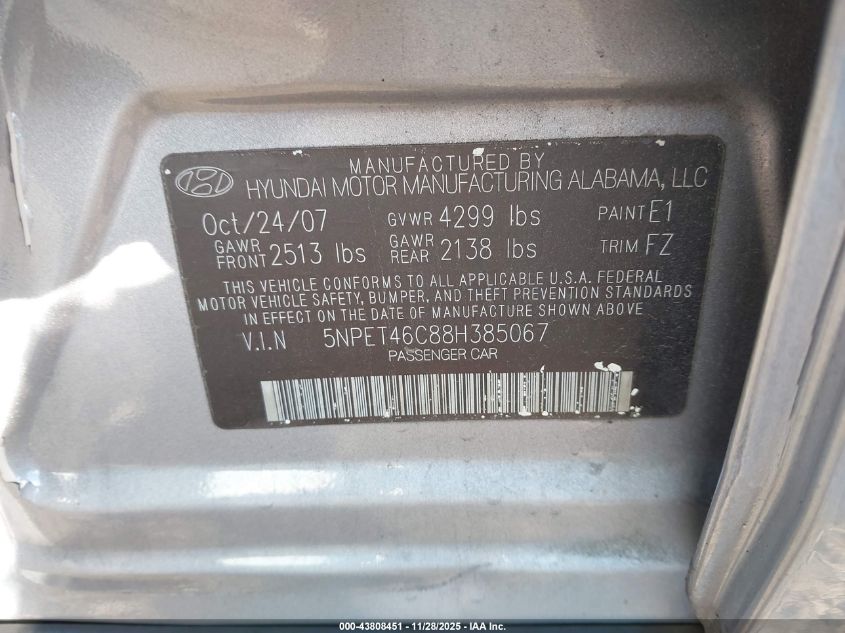 MANUFACTURED BY
HYUNDAI MOTOR MANUFACTURING ALABAMA, LLC
Oct/24/07 GVWR 4299 lbs PAINT E1
GAWR FRONT 2513 lbs GAWR REAR 2138 lbs TRIM FZ
THIS VEHICLE CONFORMS TO ALL APPLICABLE U.S.A. FEDERAL
MOTOR VEHICLE SAFETY, BUMPER, AND THEFT PREVENTION STANDARDS
IN EFFECT ON THE DATE OF MANUFACTURE SHOWN ABOVE
V.I.N 5NPET46C88H385067
PASSENGER CAR
000-43808451 - 11/28/2025 - IAA Inc.